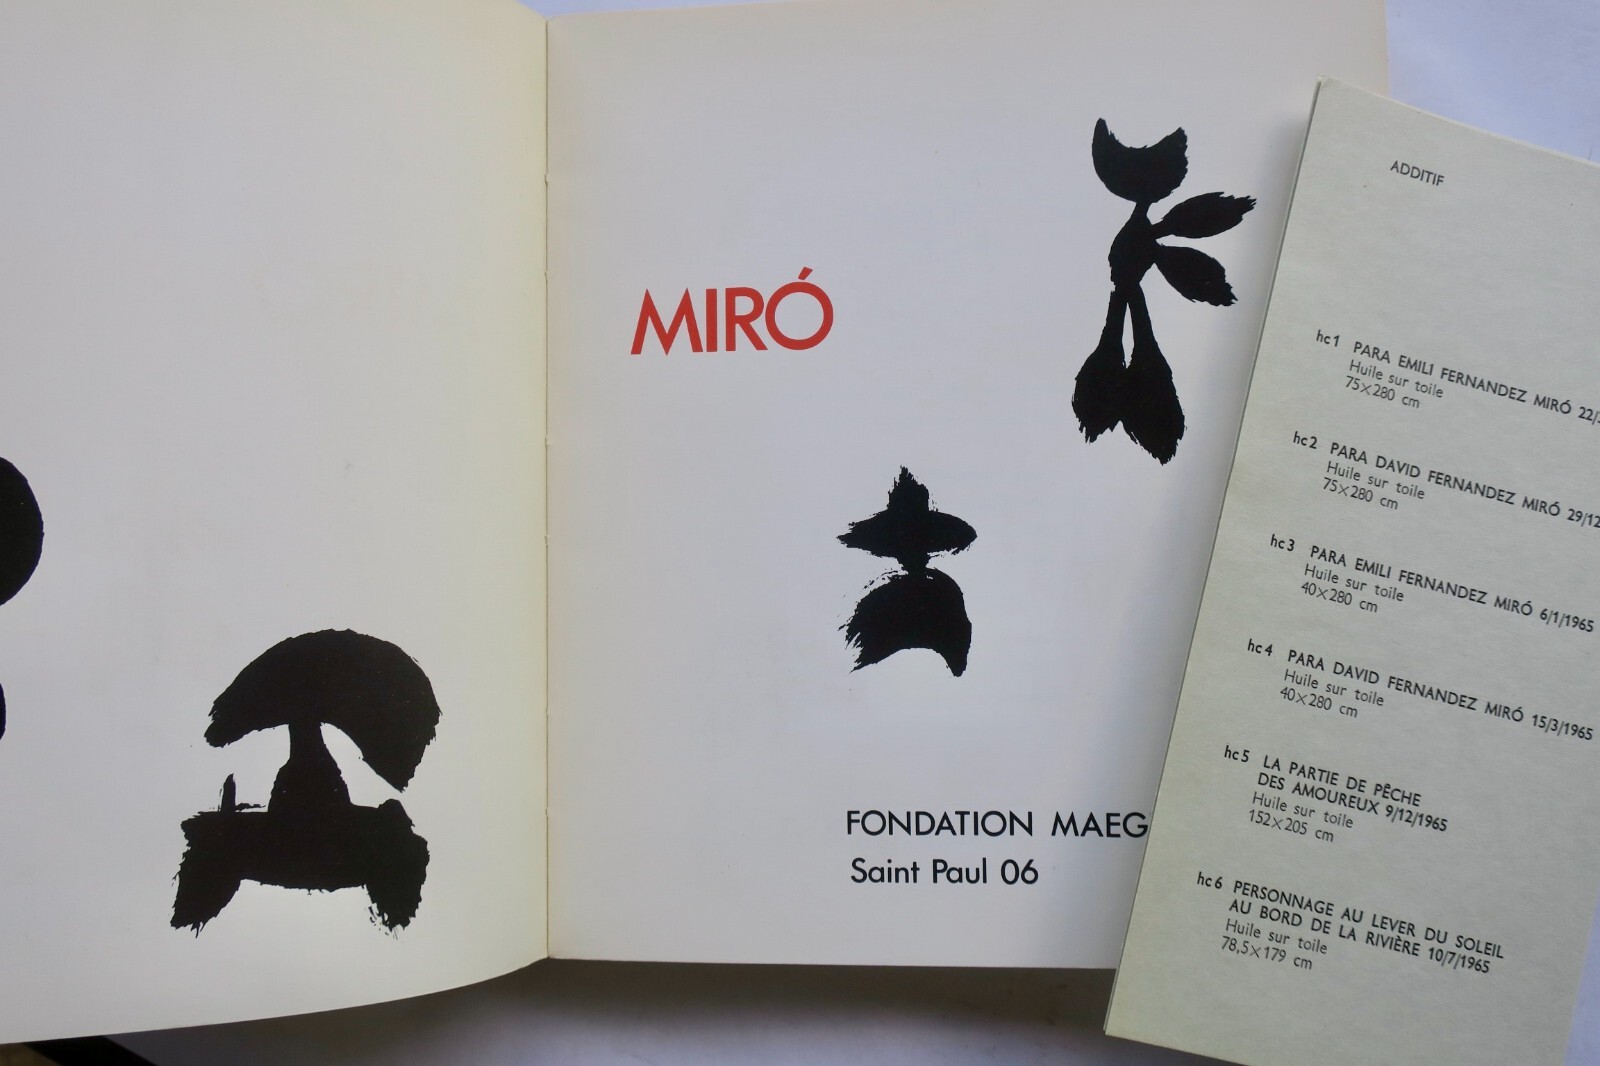 MIRÓ
FONDATION
Saint Paul 06
ADDITIF
hc1 PARA EMILI FERNANDEZ MIRÓ
Huile sur toile
75×280 cm
hc2 PARA DAVID FERNANDEZ MIRÓ
Huile sur toile
75×280 cm
hc3 PARA EMILI FERNANDEZ MIRÓ 6/1/1965
Huile sur toile
40×280 cm
hc4 PARA DAVID FERNANDEZ MIRÓ 15/3/1965
Huile sur toile
40×280 cm
hc5 LA PARTIE DE PÊCHE
DES AMOUREUX 9/12/1965
Huile sur toile
152×205 cm
hc6 PERSONNAGE AU LEVER DU SOLEIL
AU BORD DE LA RIVIÈRE 10/7/1965
Huile sur toile
78,5×179 cm